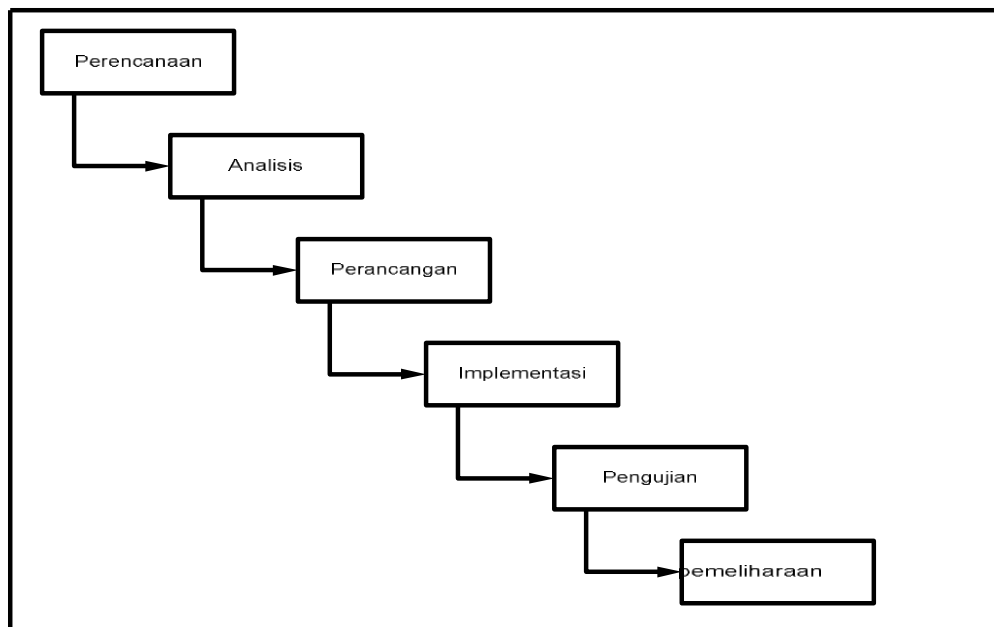 Perencanaan
Analisis
Perancangan
Implementasi
Pengujian
pemeliharaan